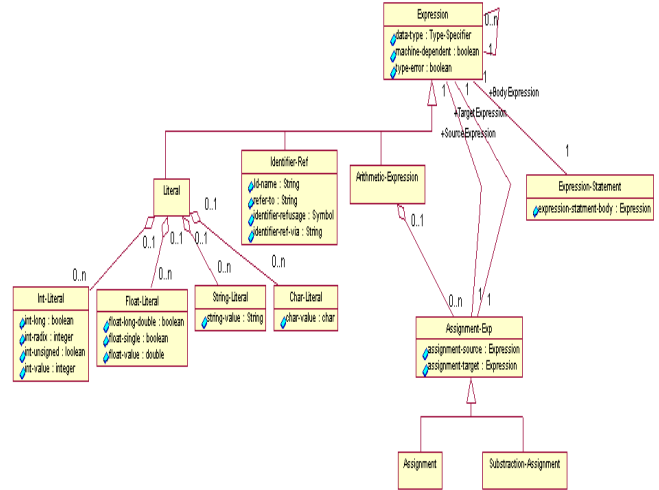 Expression
data-type : Type-Specifier
machine-dependent : boolean
type-error : boolean
0..n
1
1
1
1
+BodyExpression
+TargetExpression
+SourceExpression
1
Literal
Identifier-Ref
Id-name : String
refer-to : String
identifier-refusage : Symbol
identifier-ref-via : String
Arithmetic-Expression
Expression-Statement
expression-statment-body : Expression
0..1
0..1
0..1
0..1
0..1
0..n
0..n
0..n
0..n
0..n
1
1
Int-Literal
int-long : boolean
int-radix : integer
int-unsigned : loolean
int-value : integer
Float-Literal
float-long-double : boolean
float-single : boolean
float-value : double
String-Literal
string-value : String
Char-Literal
char-value : char
Assignment-Exp
assignment-source : Expression
assignment-target : Expression
Assignment
Substraction-Assignment